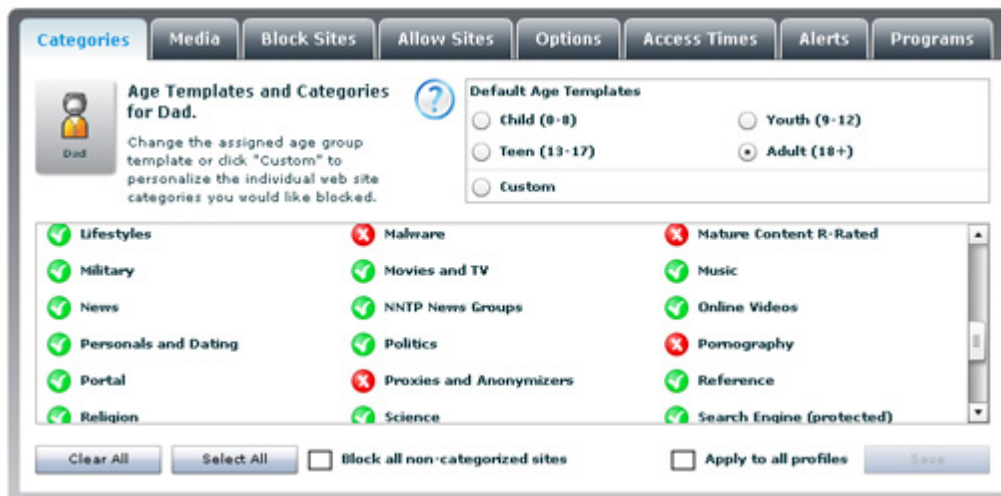 Categories Media Block Sites Allow Sites Options Access Times Alerts Programs
Age Templates and Categories
for Dad.
Change the assigned age group
template or click "Custom" to
personalize the individual web site
categories you would like blocked.
Dad
?
Default Age Templates
Child (0-8) Youth (9-12)
Teen (13-17) Adult (18+)
Custom
Lifestyles Malware Mature Content R-Rated
Military Movies and TV Music
News NNTP News Groups Online Videos
Personals and Dating Politics Pornography
Portal Proxies and Anonymizers Reference
Religion Science Search Engine (protected)
Clear All Select All Block all non-categorized sites Apply to all profiles Save